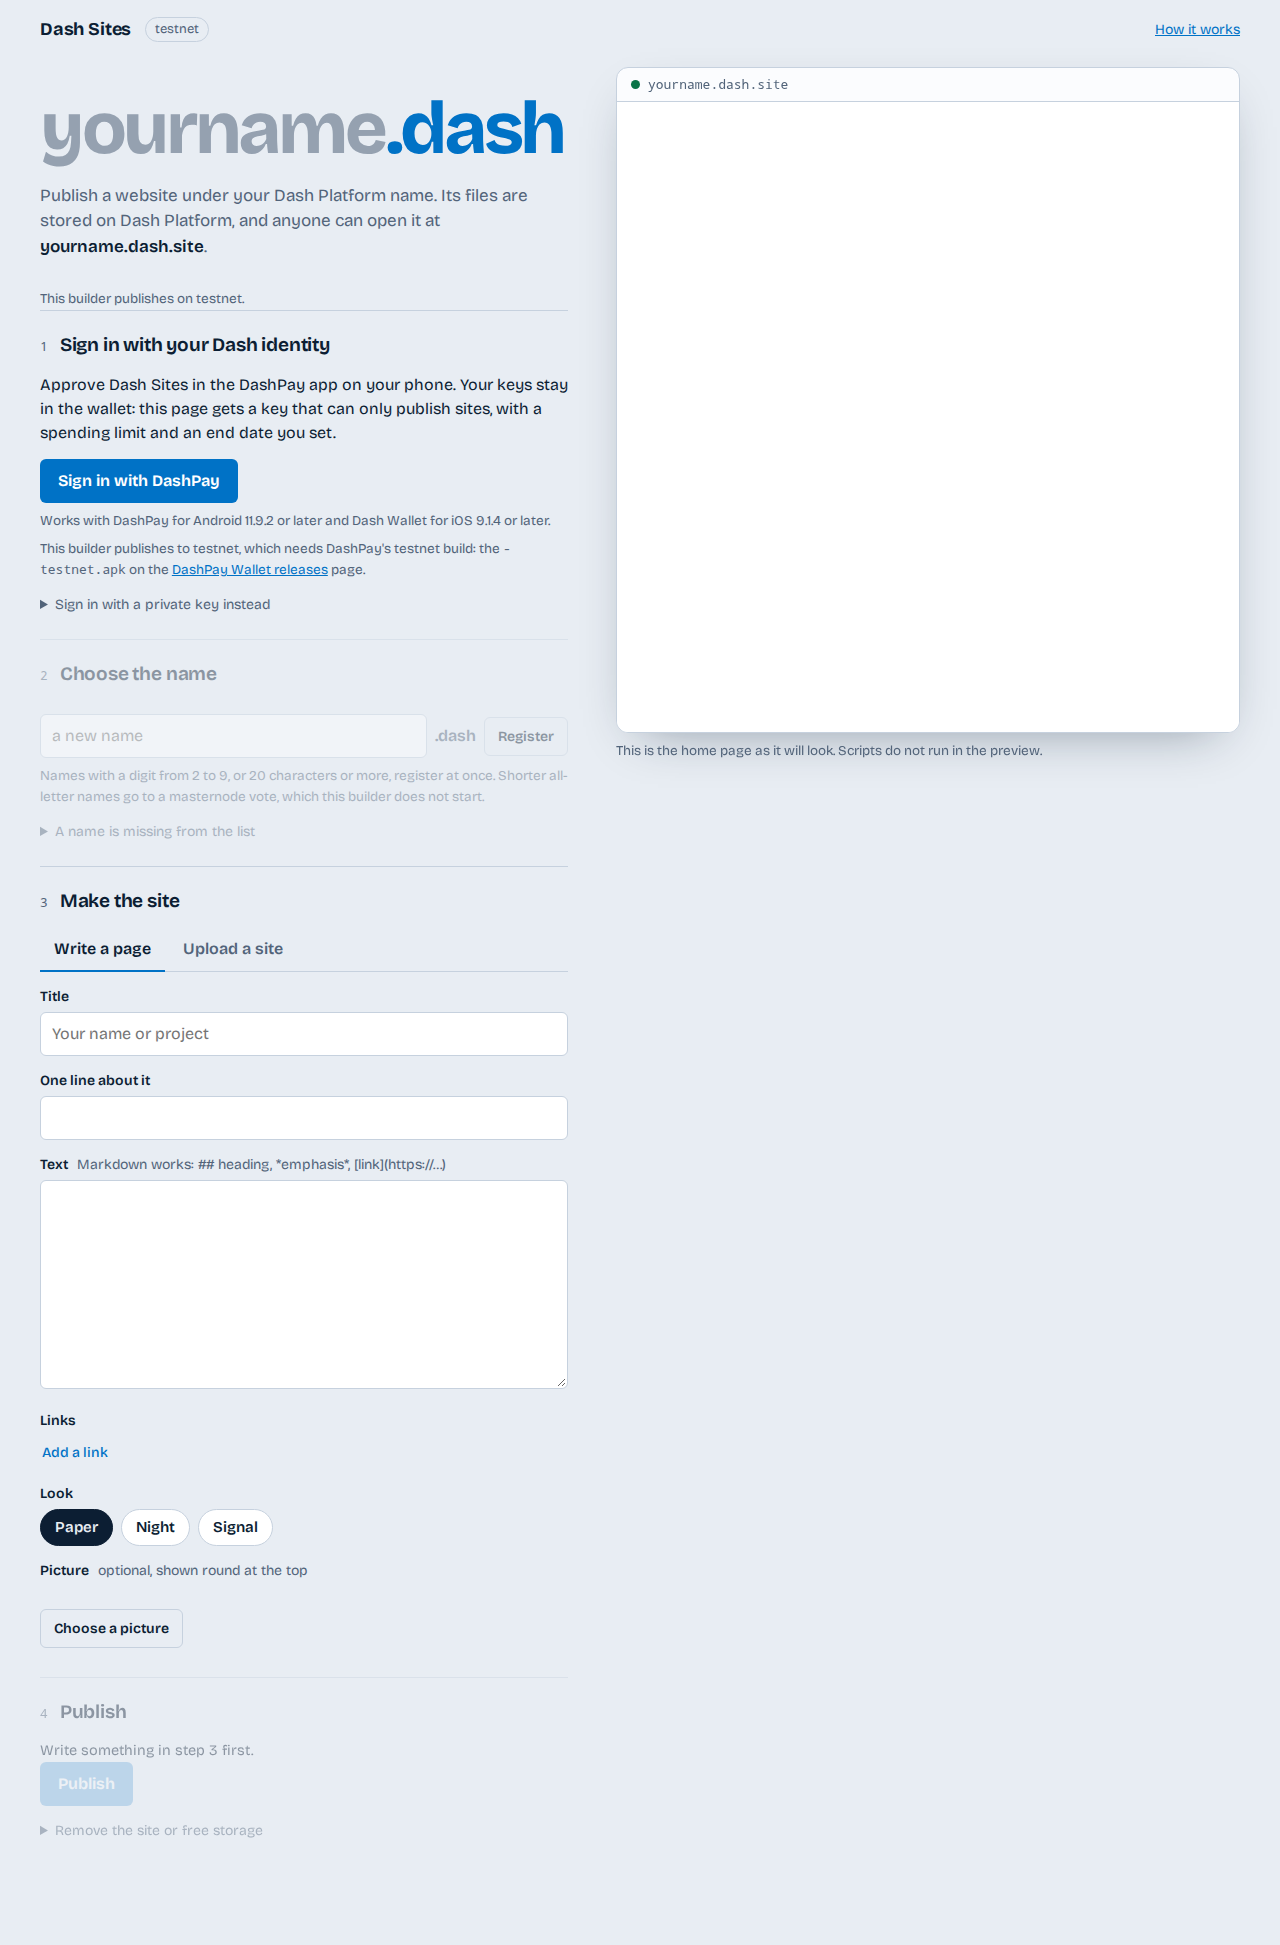 Dash Sites
testnet
How it works
yourname.dash
Publish a website under your Dash Platform name. Its files are
stored on Dash Platform, and anyone can open it at
yourname.dash.site.
This builder publishes on testnet.
1 Sign in with your Dash identity
Approve Dash Sites in the DashPay app on your phone. Your keys stay
in the wallet: this page gets a key that can only publish sites, with a
spending limit and an end date you set.
Sign in with DashPay
Works with DashPay for Android 11.9.2 or later and Dash Wallet for iOS 9.1.4 or later.
This builder publishes to testnet, which needs DashPay's testnet build: the -
testnet.apk on the DashPay Wallet releases page.
Sign in with a private key instead
2 Choose the name
a new name
.dash
Register
Names with a digit from 2 to 9, or 20 characters or more, register at once. Shorter all-
letter names go to a masternode vote, which this builder does not start.
A name is missing from the list
3 Make the site
Write a page
Upload a site
Title
Your name or project
One line about it
Text Markdown works: ## heading, *emphasis*, [link](https://…)
Links
Add a link
Look
Paper
Night
Signal
Picture optional, shown round at the top
Choose a picture
4 Publish
Write something in step 3 first.
Publish
Remove the site or free storage
yourname.dash.site
This is the home page as it will look. Scripts do not run in the preview.